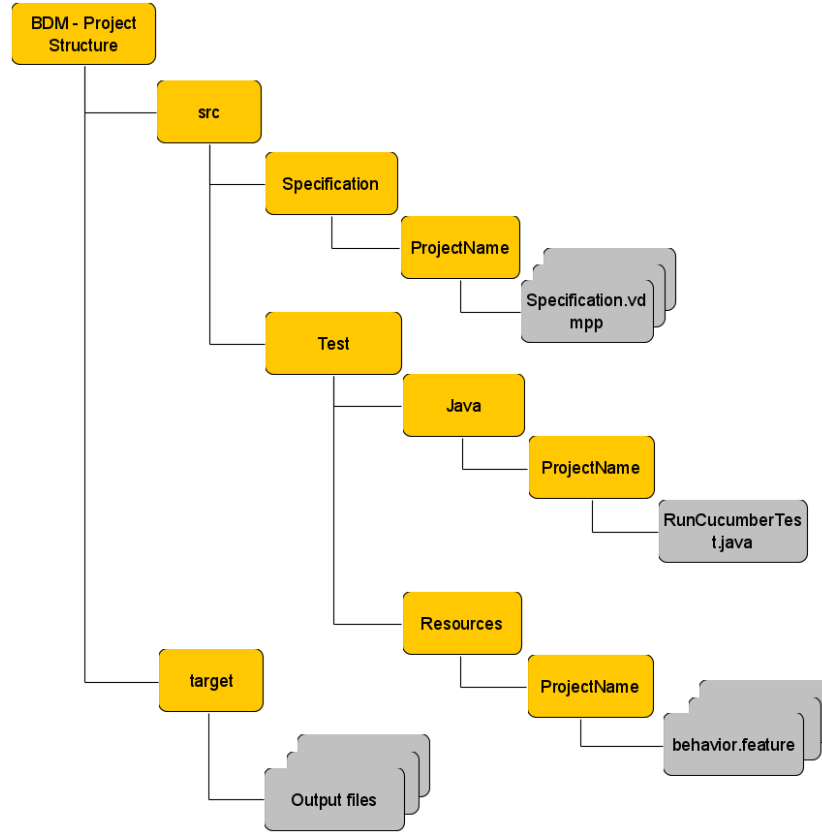 BDM - Project
Structure
src
Specification
ProjectName
Specification.vd
mpp
Test
Java
ProjectName
RunCucumberTes
t.java
Resources
target
ProjectName
behavior.feature
Output files